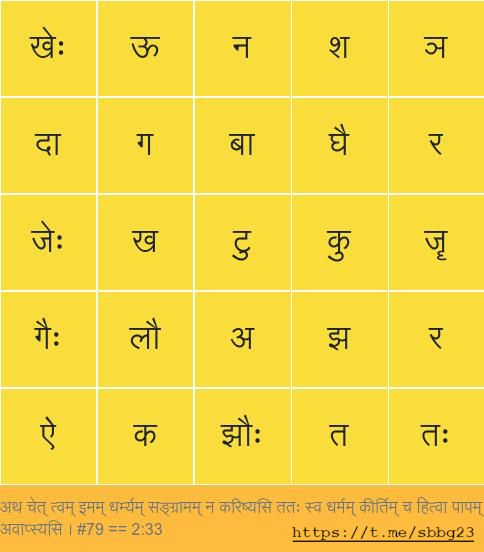 खेः ऊ न श ञ
दा ग बा घै र
जेः ख टु कु जॄ
गैः लौ अ झ र
ऐ क झौः त तः
अथ चेत् त्वम् इमम् धर्म्यम् सङ्ग्रामम् न करिष्यसि ततः स्व धर्मम् कीर्तिम् च हित्वा पापम्
अवाप्स्यसि । #79 == 2:33 https://t.me/sbbg23